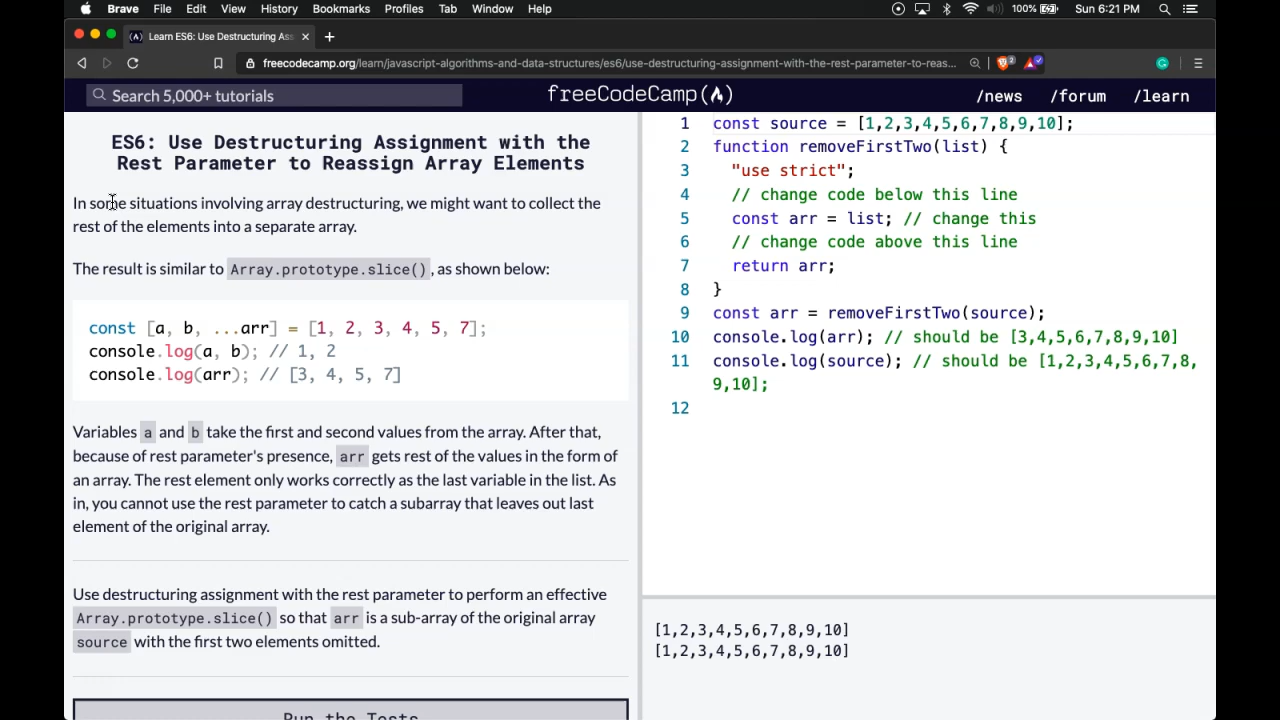 Brave File Edit View History Bookmarks Profiles Tab Window Help 100% Sun 6:21 PM
Learn ES6: Use Destructuring Ass
freecodecamp.org/learn/javascript-algorithms-and-data-structures/es6/use-destructuring-assignment-with-the-rest-parameter-to-reas...
Search 5,000+ tutorials
freeCodeCamp
/news /forum /learn
ES6: Use Destructuring Assignment with the
Rest Parameter to Reassign Array Elements
In some situations involving array destructuring, we might want to collect the
rest of the elements into a separate array.
The result is similar to Array.prototype.slice(), as shown below:
const [a, b, ...arr] = [1, 2, 3, 4, 5, 7];
console.log(a, b); // 1, 2
console.log(arr); // [3, 4, 5, 7]
Variables a and b take the first and second values from the array. After that,
because of rest parameter's presence, arr gets rest of the values in the form of
an array. The rest element only works correctly as the last variable in the list. As
in, you cannot use the rest parameter to catch a subarray that leaves out last
element of the original array.
Use destructuring assignment with the rest parameter to perform an effective
Array.prototype.slice() so that arr is a sub-array of the original array
source with the first two elements omitted.
Run the Tests
1 const source = [1,2,3,4,5,6,7,8,9,10];
2 function removeFirstTwo(list) {
3 "use strict";
4 // change code below this line
5 const arr = list; // change this
6 // change code above this line
7 return arr;
8 }
9 const arr = removeFirstTwo(source);
10 console.log(arr); // should be [3,4,5,6,7,8,9,10]
11 console.log(source); // should be [1,2,3,4,5,6,7,8,
9,10];
12
[1,2,3,4,5,6,7,8,9,10]
[1,2,3,4,5,6,7,8,9,10]